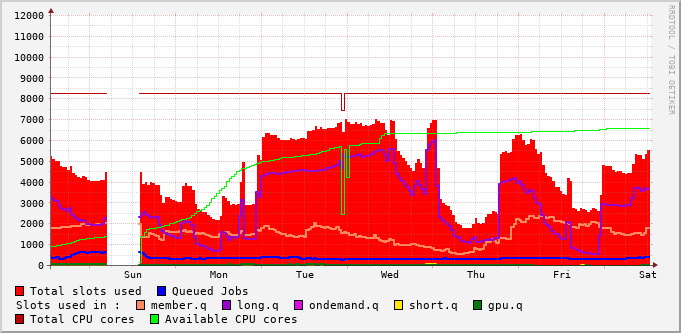 12000
11000
10000
9000
8000
7000
6000
5000
4000
3000
2000
1000
0
Sun Mon Tue Wed Thu Fri Sat
RRDTOOL / TOBI OETIKER
Total slots used Queued Jobs
Slots used in : member.q long.q ondemand.q short.q gpu.q
Total CPU cores Available CPU cores